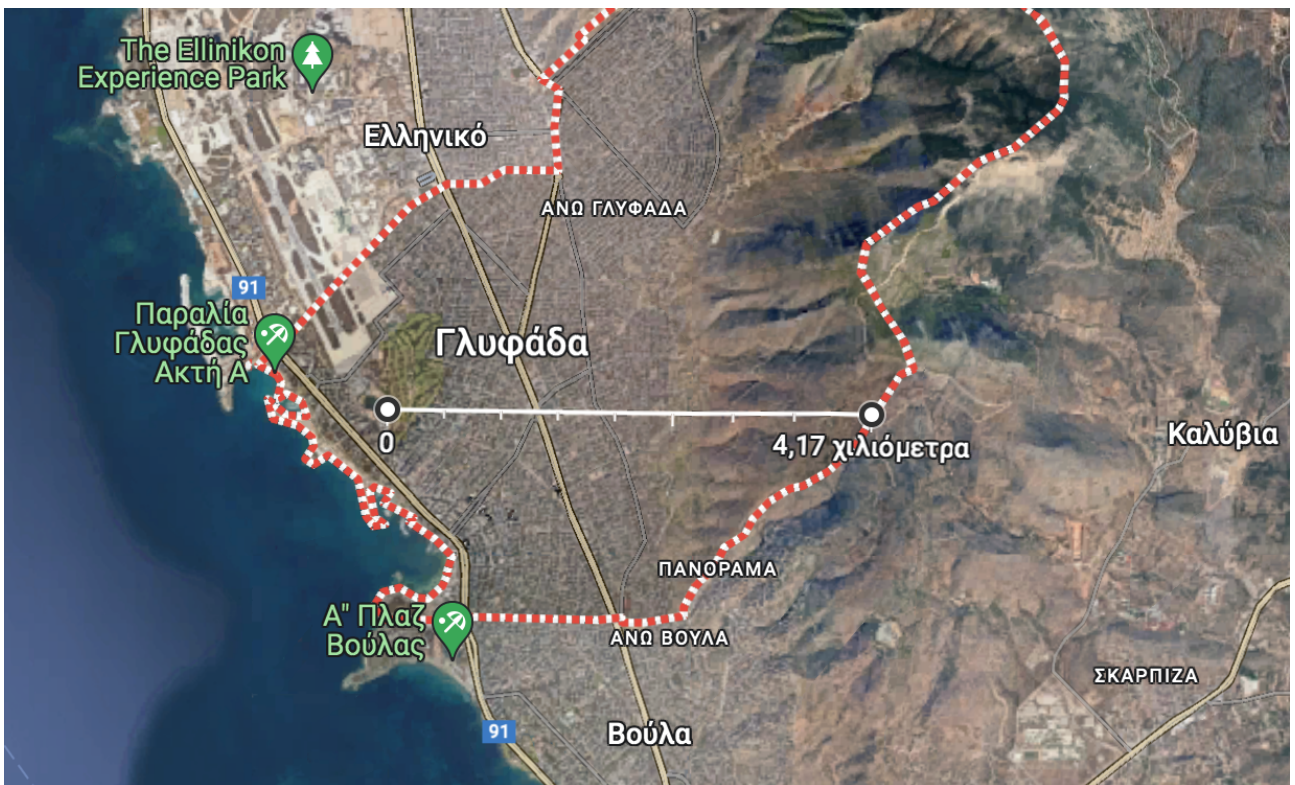 The Ellinikon
Experience Park
Ελληνικό
ΑΝΩ ΓΛΥΦΑΔΑ
91
Παραλία
Γλυφάδας
Ακτή Α
Γλυφάδα
0
4,17 χιλιόμετρα
Καλύβια
ΠΑΝΟΡΑΜΑ
Α" Πλαζ
Βούλας
ΑΝΩ ΒΟΥΛΑ
ΣΚΑΡΠΙΖΑ
91
Βούλα